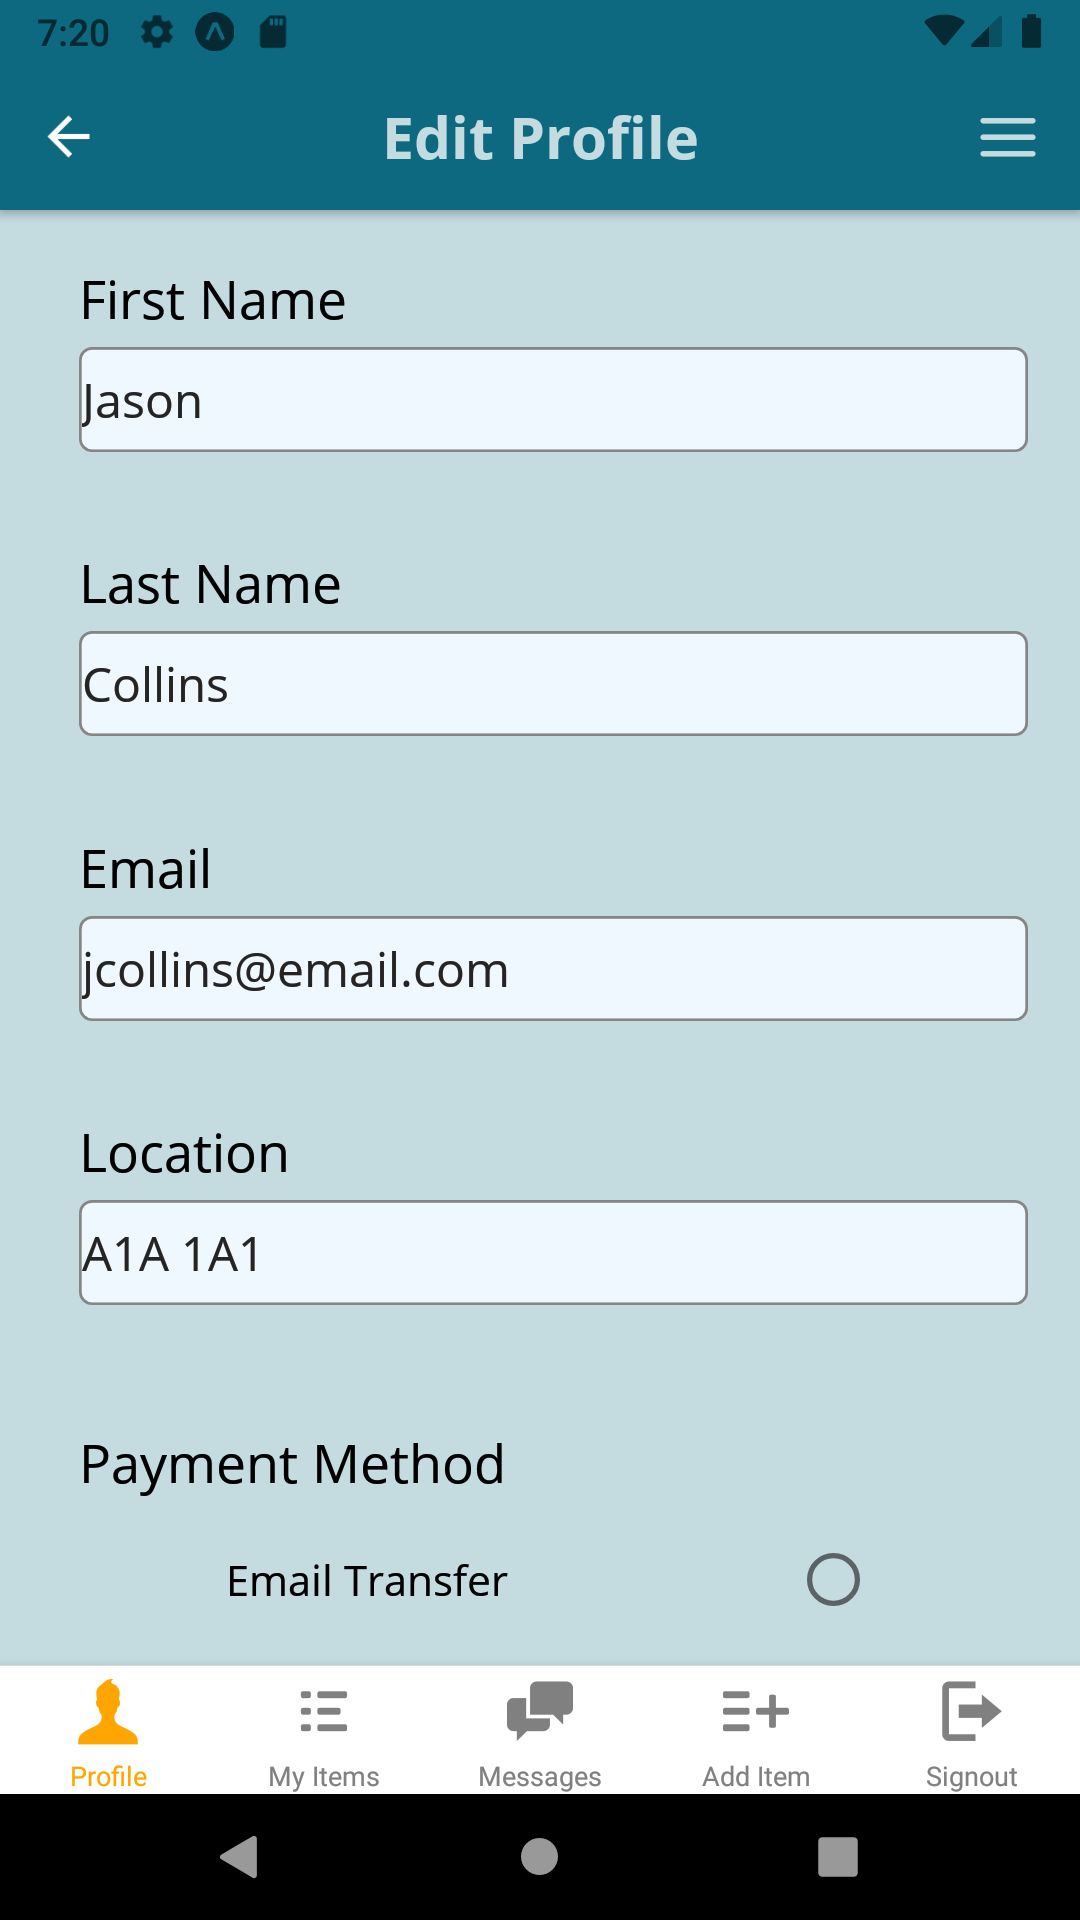 7:20
Edit Profile
First Name
Jason
Last Name
Collins
Email
jcollins@email.com
Location
A1A 1A1
Payment Method
Email Transfer
Profile
My Items
Messages
Add Item
Signout